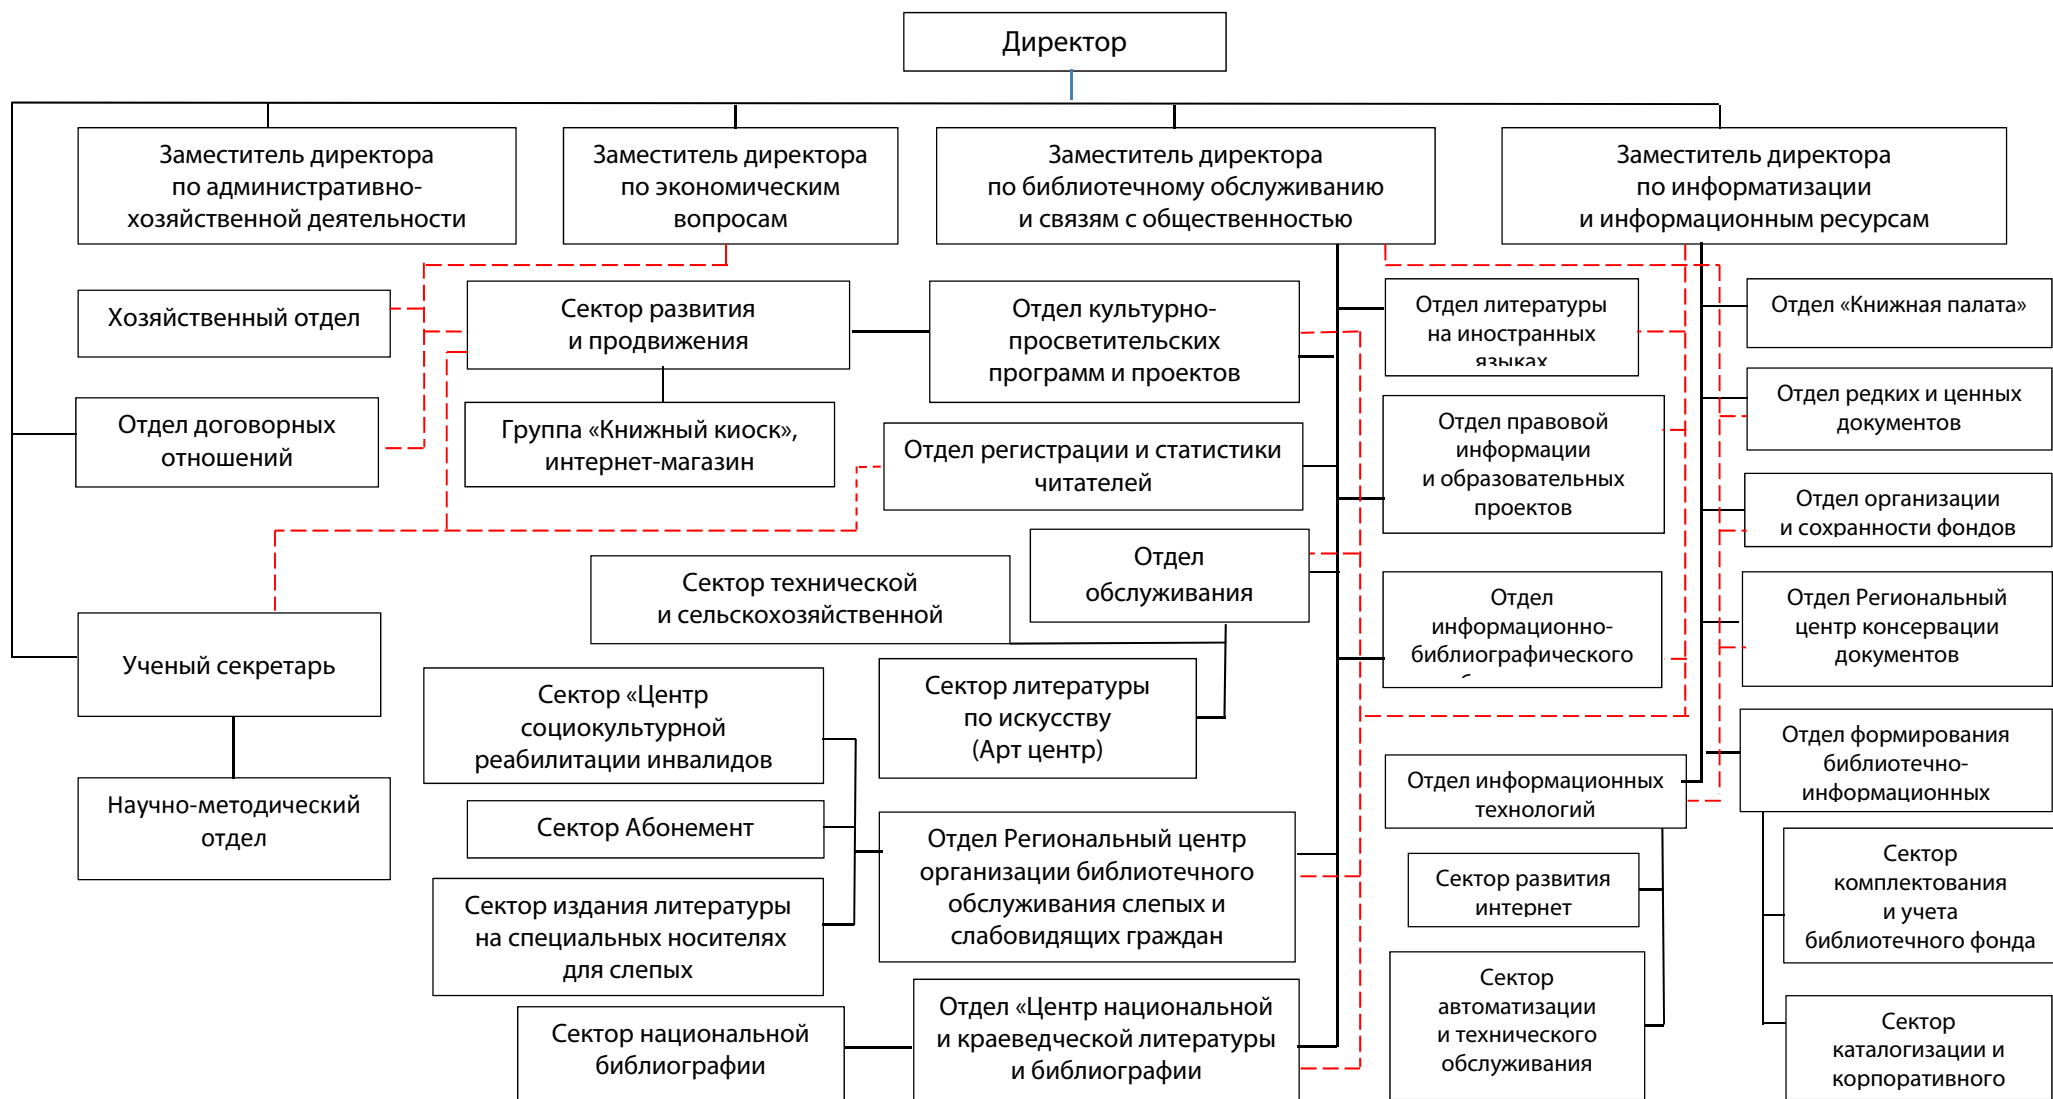 Директор
Заместитель директора
по административно-
хозяйственной деятельности
Заместитель директора
по экономическим
вопросам
Заместитель директора
по библиотечному обслуживанию
и связям с общественностью
Заместитель директора
по информатизации
и информационным ресурсам
Хозяйственный отдел
Сектор развития
и продвижения
Отдел культурно-
просветительских
программ и проектов
Отдел литературы
на иностранных
языках
Отдел «Книжная палата»
Отдел договорных
отношений
Группа «Книжный киоск»,
интернет-магазин
Отдел регистрации и статистики
читателей
Отдел правовой
информации
и образовательных
проектов
Отдел редких и ценных
документов
Отдел организации
и сохранности фондов
Сектор технической
и сельскохозяйственной
Отдел
обслуживания
Отдел
информационно-
библиографического
Отдел Региональный
центр консервации
документов
Ученый секретарь
Сектор «Центр
социокультурной
реабилитации инвалидов
Сектор литературы
по искусству
(Арт центр)
Отдел информационных
технологий
Отдел формирования
библиотечно-
информационных
Научно-методический
отдел
Сектор Абонемент
Отдел Региональный центр
организации библиотечного
обслуживания слепых и
слабовидящих граждан
Сектор развития
интернет
Сектор
комплектования
и учета
библиотечного фонда
Сектор издания литературы
на специальных носителях
для слепых
Сектор национальной
библиографии
Отдел «Центр национальной
и краеведческой литературы
и библиографии
Сектор
автоматизации
и технического
обслуживания
Сектор
каталогизации и
корпоративного